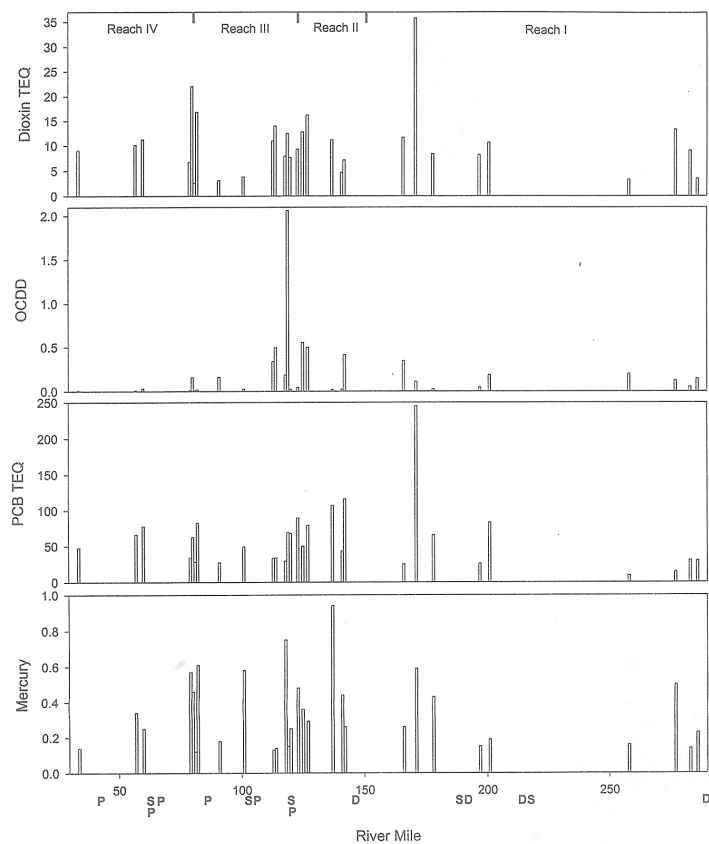 Reach IV Reach III Reach II Reach I
35
30
25
20
15
10
5
0
Dioxin TEQ
2.0
1.5
1.0
0.5
0.0
OCDD
250
200
150
100
50
0
PCB TEQ
1.0
0.8
0.6
0.4
0.2
0.0
Mercury
50 100 150 200 250
P S P P S P S D S D D S D
P P
River Mile